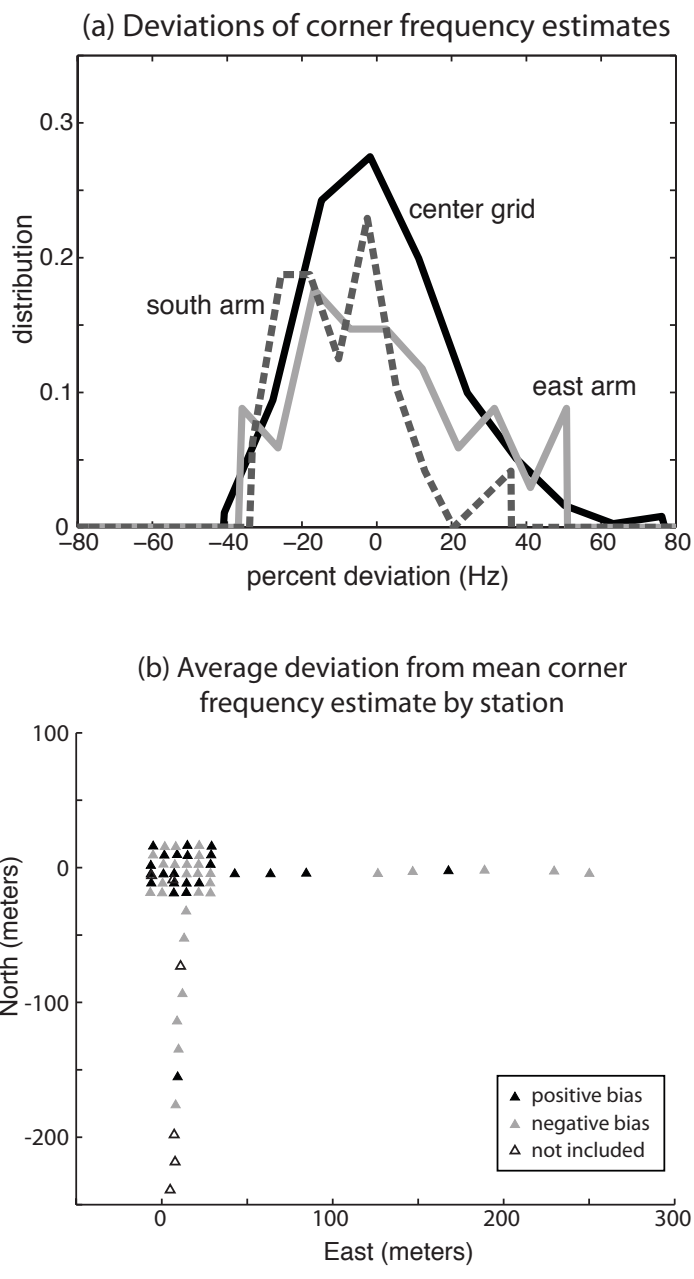 (a) Deviations of corner frequency estimates
0.3
0.2
0.1
0
distribution
center grid
south arm
east arm
−80 −60 −40 −20 0 20 40 60 80
percent deviation (Hz)
(b) Average deviation from mean corner
frequency estimate by station
100
0
-100
-200
North (meters)
positive bias
negative bias
not included
0 100 200 300
East (meters)